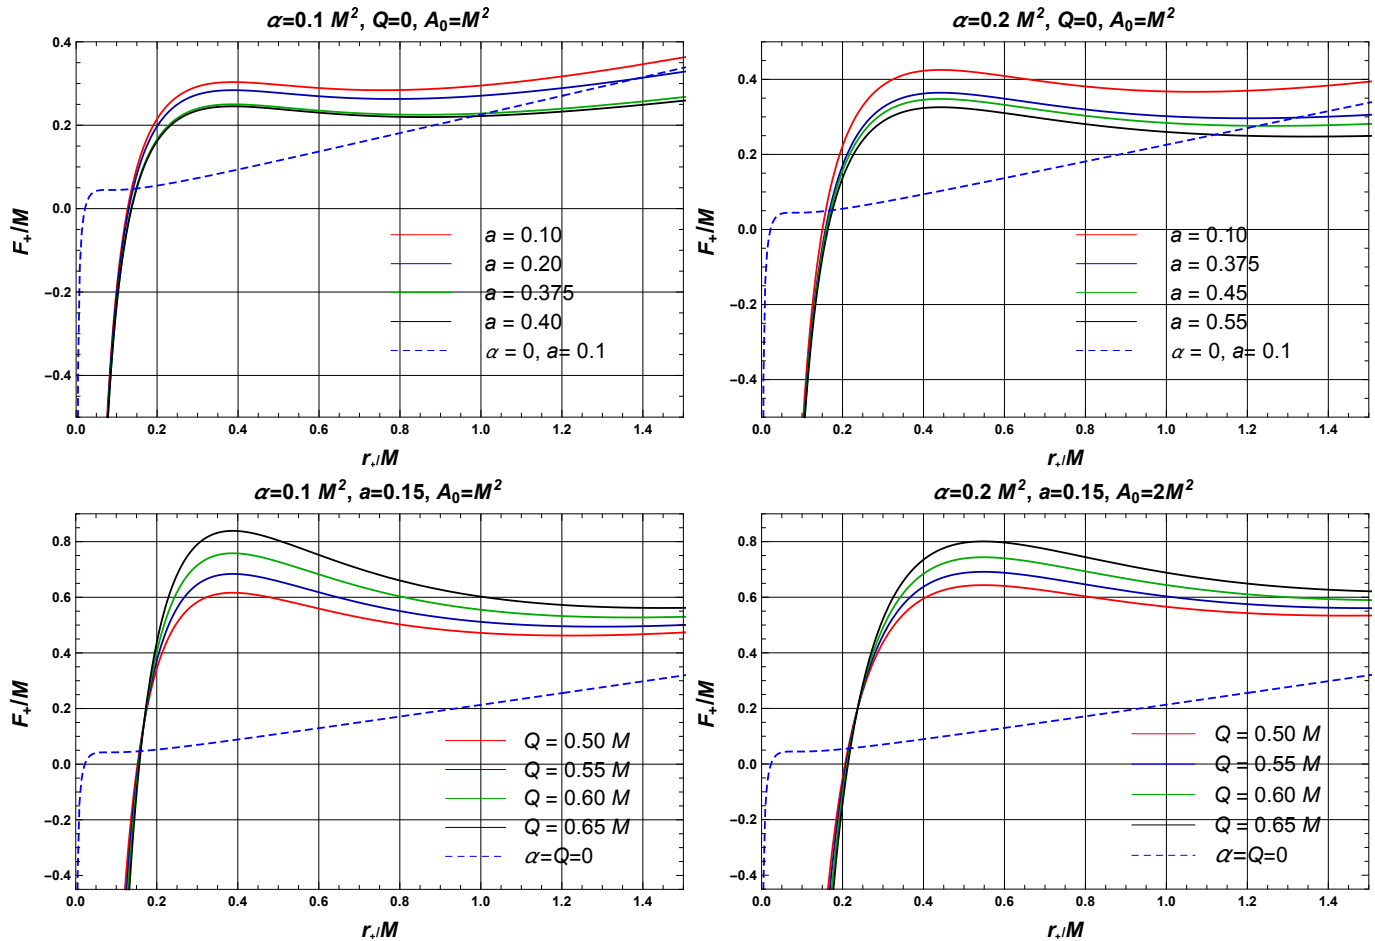 α=0.1 M², Q=0, A₀=M²
F₊/M
0.4
0.2
0.0
−0.2
−0.4
a = 0.10
a = 0.20
a = 0.375
a = 0.40
α = 0, a= 0.1
0.0 0.2 0.4 0.6 0.8 1.0 1.2 1.4
r₊/M
α=0.2 M², Q=0, A₀=M²
F₊/M
0.4
0.2
0.0
−0.2
−0.4
a = 0.10
a = 0.375
a = 0.45
a = 0.55
α = 0, a= 0.1
0.0 0.2 0.4 0.6 0.8 1.0 1.2 1.4
r₊/M
α=0.1 M², a=0.15, A₀=M²
F₊/M
0.8
0.6
0.4
0.2
0.0
−0.2
−0.4
Q = 0.50 M
Q = 0.55 M
Q = 0.60 M
Q = 0.65 M
α=Q=0
0.0 0.2 0.4 0.6 0.8 1.0 1.2 1.4
r₊/M
α=0.2 M², a=0.15, A₀=2M²
F₊/M
0.8
0.6
0.4
0.2
0.0
−0.2
−0.4
Q = 0.50 M
Q = 0.55 M
Q = 0.60 M
Q = 0.65 M
α=Q=0
0.0 0.2 0.4 0.6 0.8 1.0 1.2 1.4
r₊/M